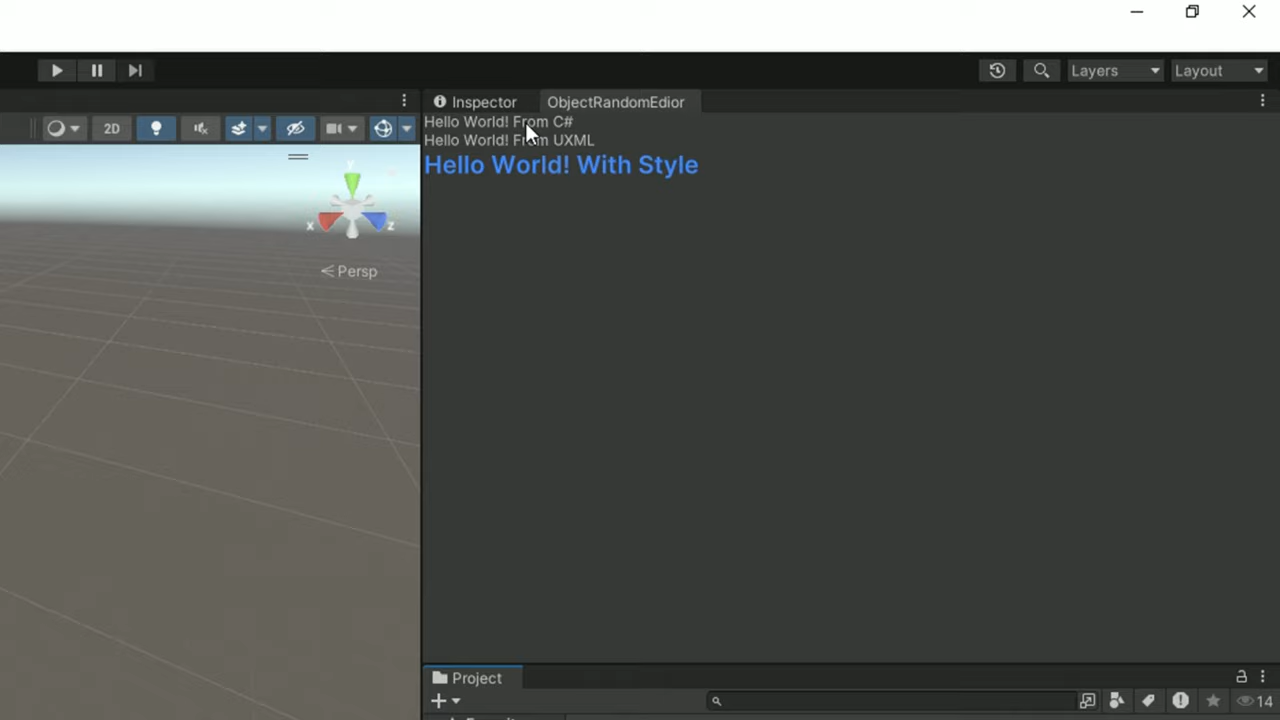 Layers
Layout
Inspector
ObjectRandomEdior
2D
Hello World! From C#
Hello World! From UXML
Hello World! With Style
y
x
z
Persp
Project
14